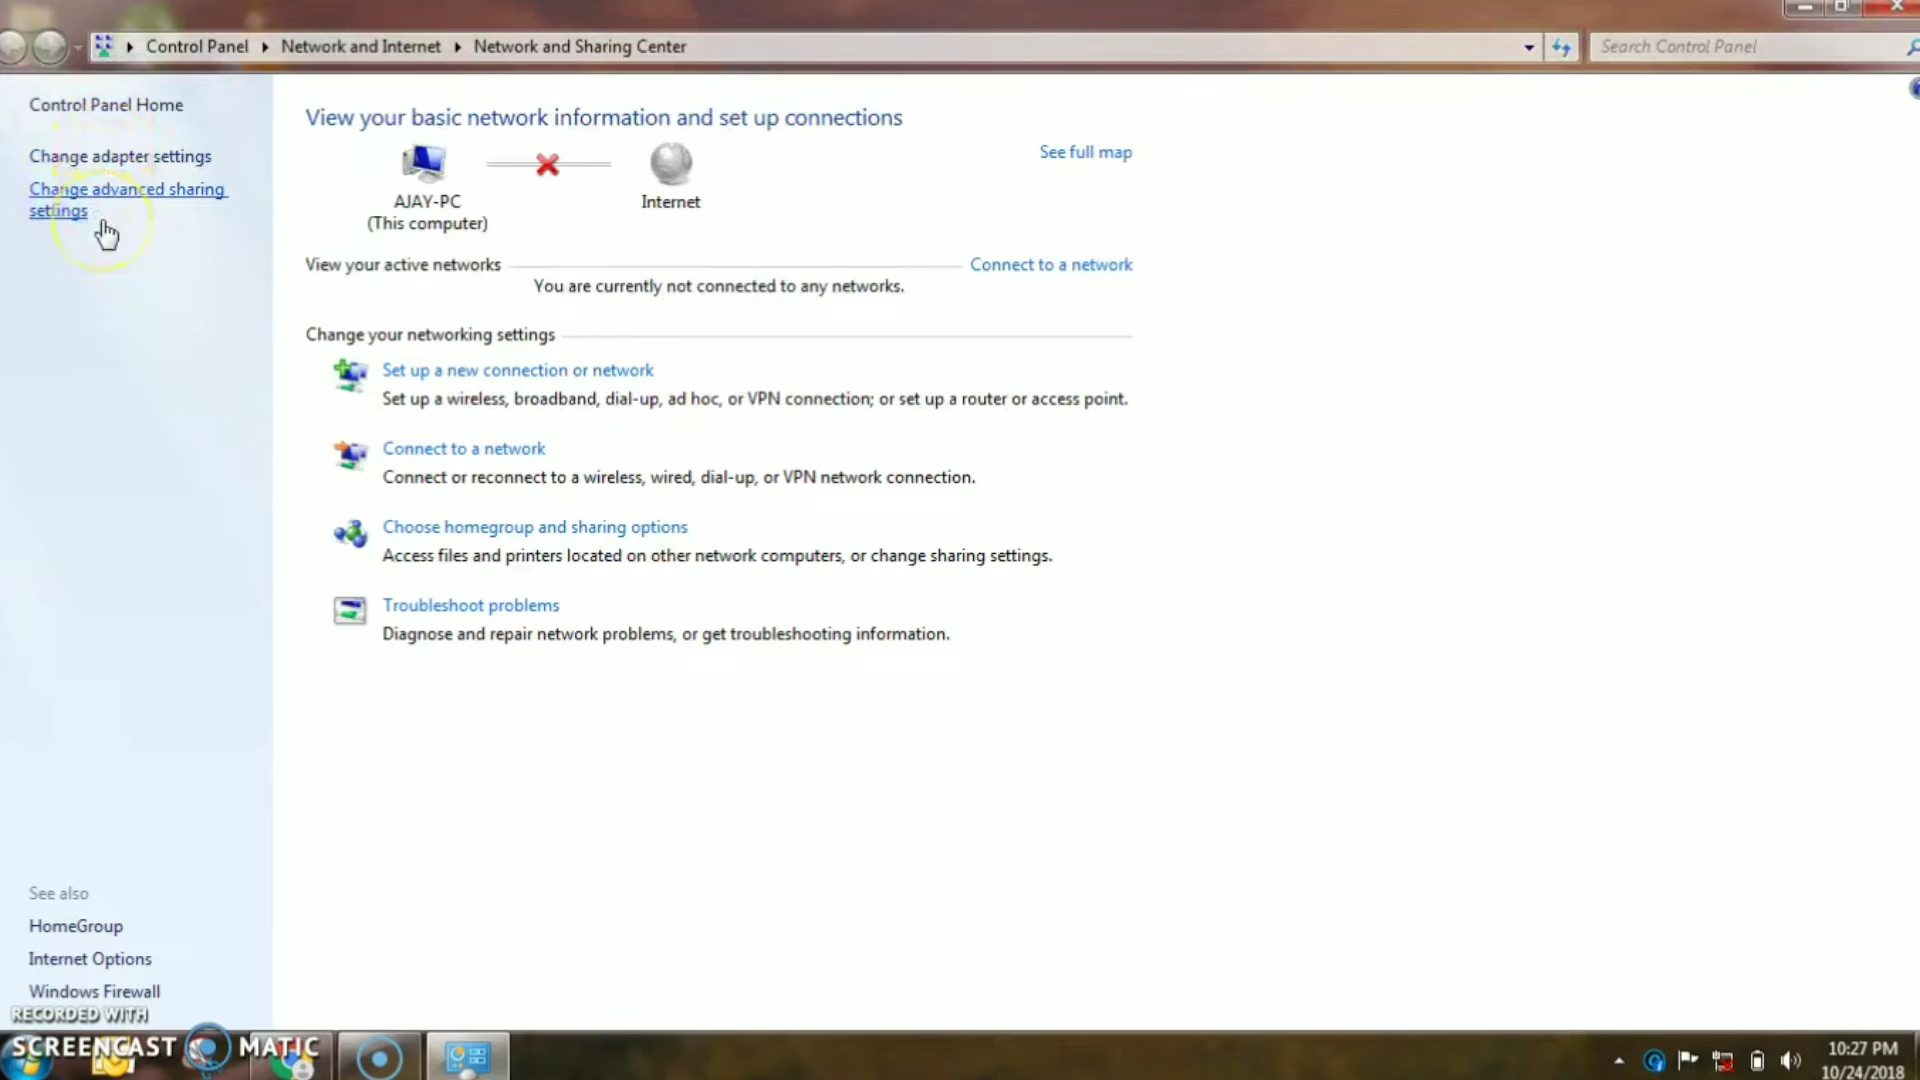 Control Panel ▸ Network and Internet ▸ Network and Sharing Center
Search Control Panel
Control Panel Home
Change adapter settings
Change advanced sharing
settings
View your basic network information and set up connections
See full map
AJAY-PC
(This computer)
Internet
View your active networks
Connect to a network
You are currently not connected to any networks.
Change your networking settings
Set up a new connection or network
Set up a wireless, broadband, dial-up, ad hoc, or VPN connection; or set up a router or access point.
Connect to a network
Connect or reconnect to a wireless, wired, dial-up, or VPN network connection.
Choose homegroup and sharing options
Access files and printers located on other network computers, or change sharing settings.
Troubleshoot problems
Diagnose and repair network problems, or get troubleshooting information.
See also
HomeGroup
Internet Options
Windows Firewall
RECORDED WITH
SCREENCAST MATIC
10:27 PM
10/24/2018